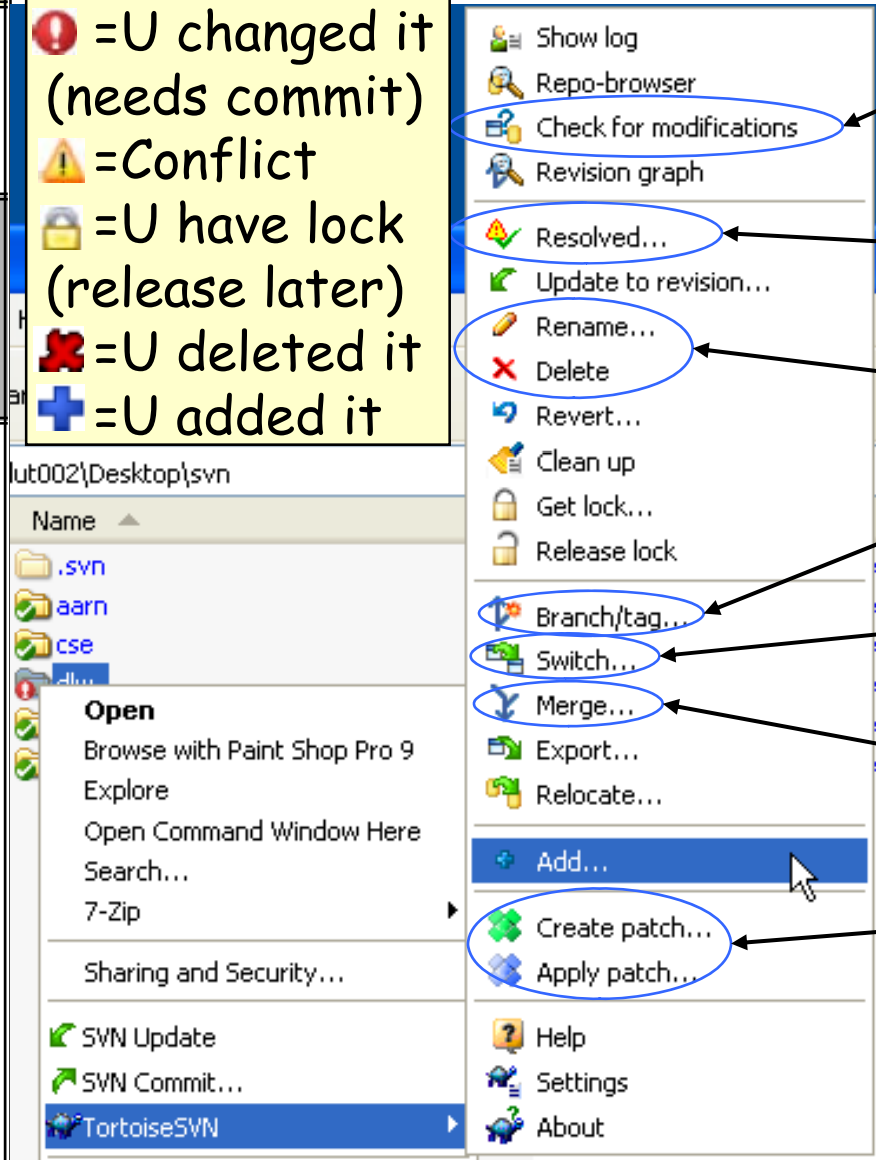 =U changed it
(needs commit)
=Conflict
=U have lock
(release later)
=U deleted it
=U added it
lut002\Desktop\svn
Name
.svn
aarn
cse
Open
Browse with Paint Shop Pro 9
Explore
Open Command Window Here
Search...
7-Zip
Sharing and Security...
SVN Update
SVN Commit...
TortoiseSVN
Show log
Repo-browser
Check for modifications
Revision graph
Resolved...
Update to revision...
Rename...
Delete
Revert...
Clean up
Get lock...
Release lock
Branch/tag...
Switch...
Merge...
Export...
Relocate...
Add...
Create patch...
Apply patch...
Help
Settings
About